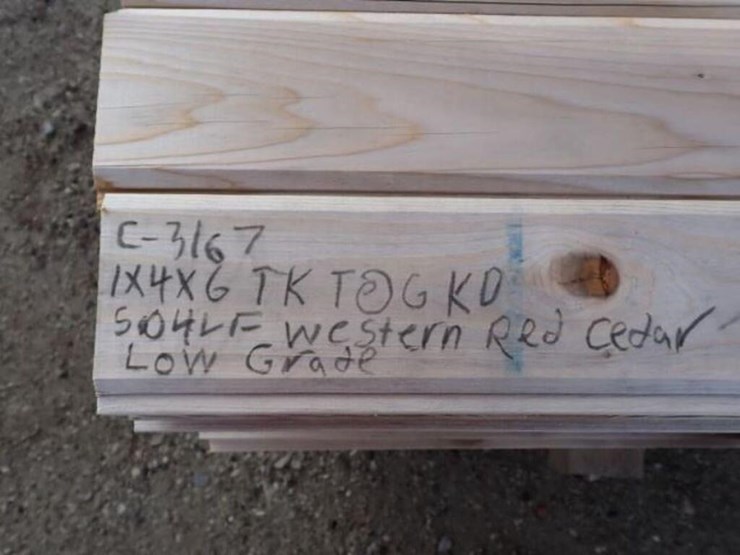 C-3167
1X4X6 TK T@G KD
504LF Western Red Cedar
Low Grade